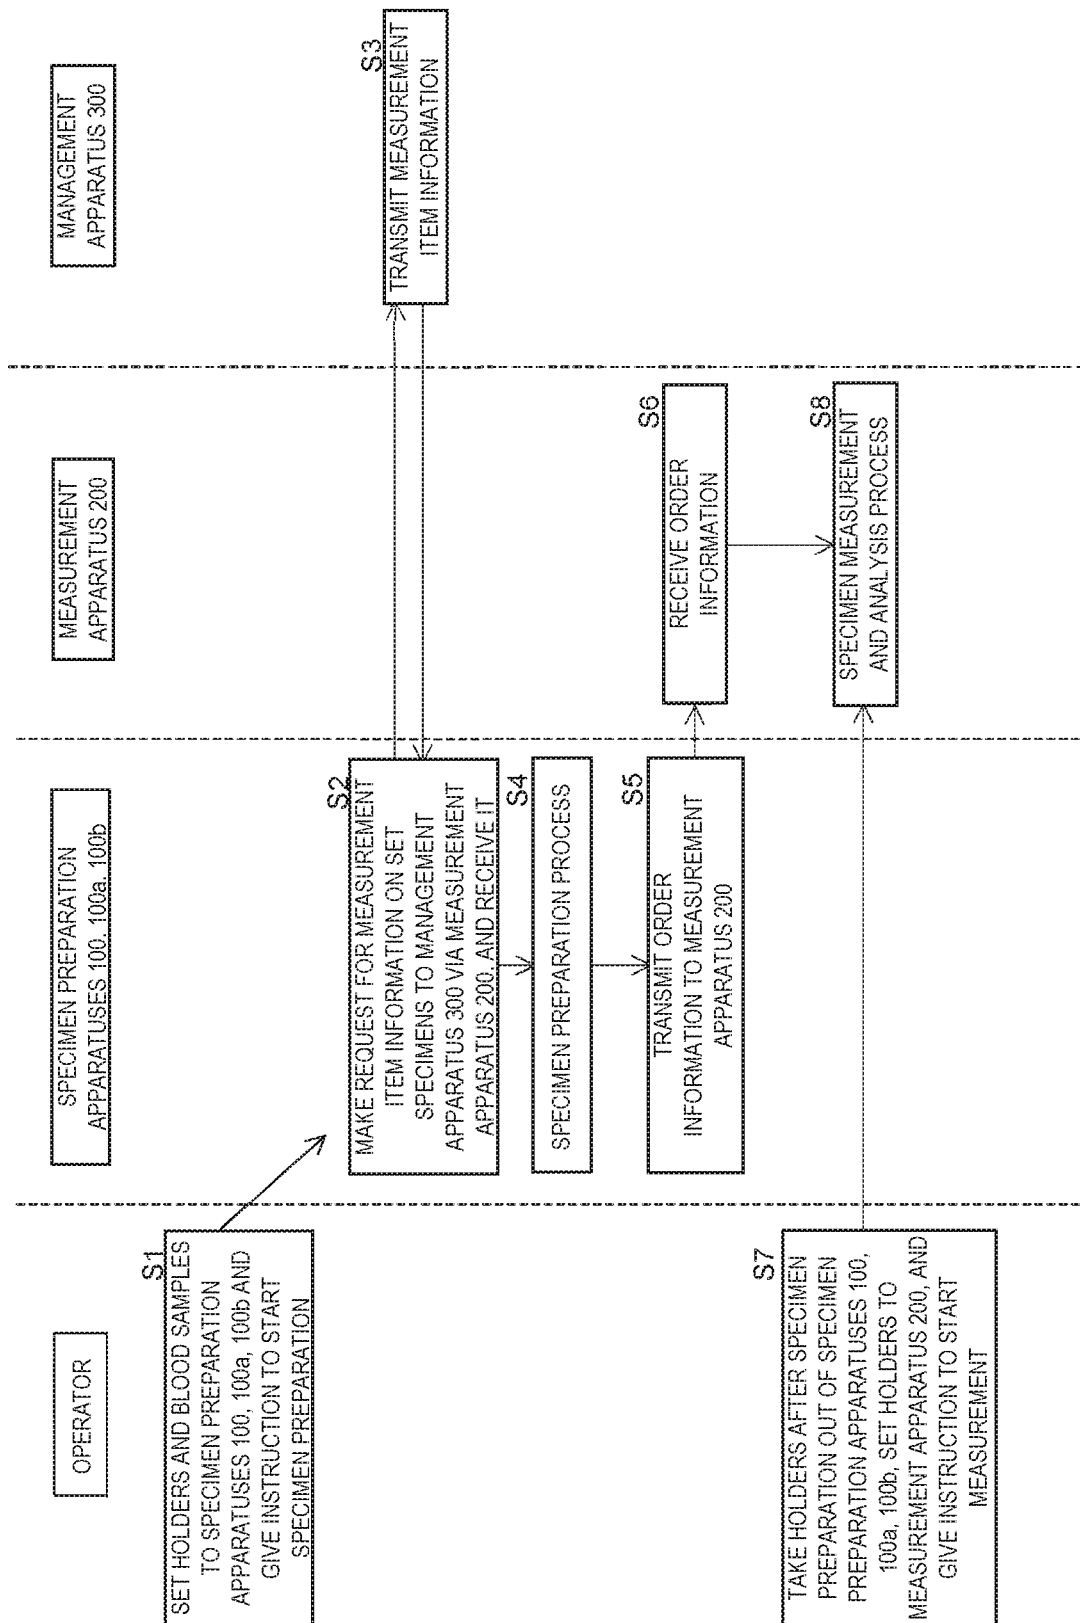 OPERATOR
SPECIMEN PREPARATION
APPARATUSES 100, 100a, 100b
MEASUREMENT
APPARATUS 200
MANAGEMENT
APPARATUS 300
S1
SET HOLDERS AND BLOOD SAMPLES
TO SPECIMEN PREPARATION
APPARATUSES 100, 100a, 100b AND
GIVE INSTRUCTION TO START
SPECIMEN PREPARATION
S2
MAKE REQUEST FOR MEASUREMENT
ITEM INFORMATION ON SET
SPECIMENS TO MANAGEMENT
APPARATUS 300 VIA MEASUREMENT
APPARATUS 200, AND RECEIVE IT
S3
TRANSMIT MEASUREMENT
ITEM INFORMATION
S4
SPECIMEN PREPARATION PROCESS
S5
TRANSMIT ORDER
INFORMATION TO MEASUREMENT
APPARATUS 200
S6
RECEIVE ORDER
INFORMATION
S7
TAKE HOLDERS AFTER SPECIMEN
PREPARATION OUT OF SPECIMEN
PREPARATION APPARATUSES 100,
100a, 100b, SET HOLDERS TO
MEASUREMENT APPARATUS 200, AND
GIVE INSTRUCTION TO START
MEASUREMENT
S8
SPECIMEN MEASUREMENT
AND ANALYSIS PROCESS